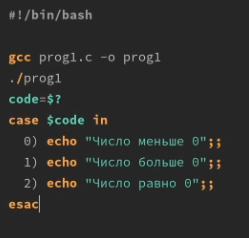 #!/bin/bash
gcc prog1.c -o prog1
./prog1
code=$?
case $code in
0) echo "Число меньше 0";;
1) echo "Число больше 0";;
2) echo "Число равно 0";;
esac